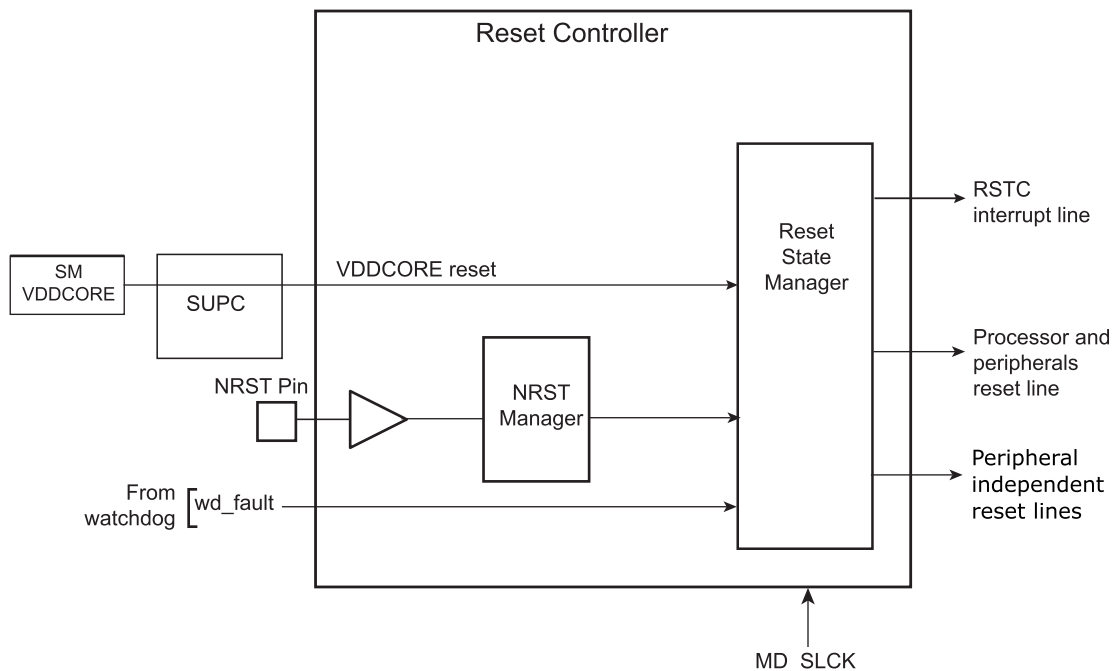 Reset Controller
RSTC
interrupt line
Reset
State
Manager
SM
VDDCORE
SUPC
VDDCORE reset
Processor and
peripherals
reset line
NRST Pin
NRST
Manager
Peripheral
independent
reset lines
From
watchdog
wd_fault
MD SLCK